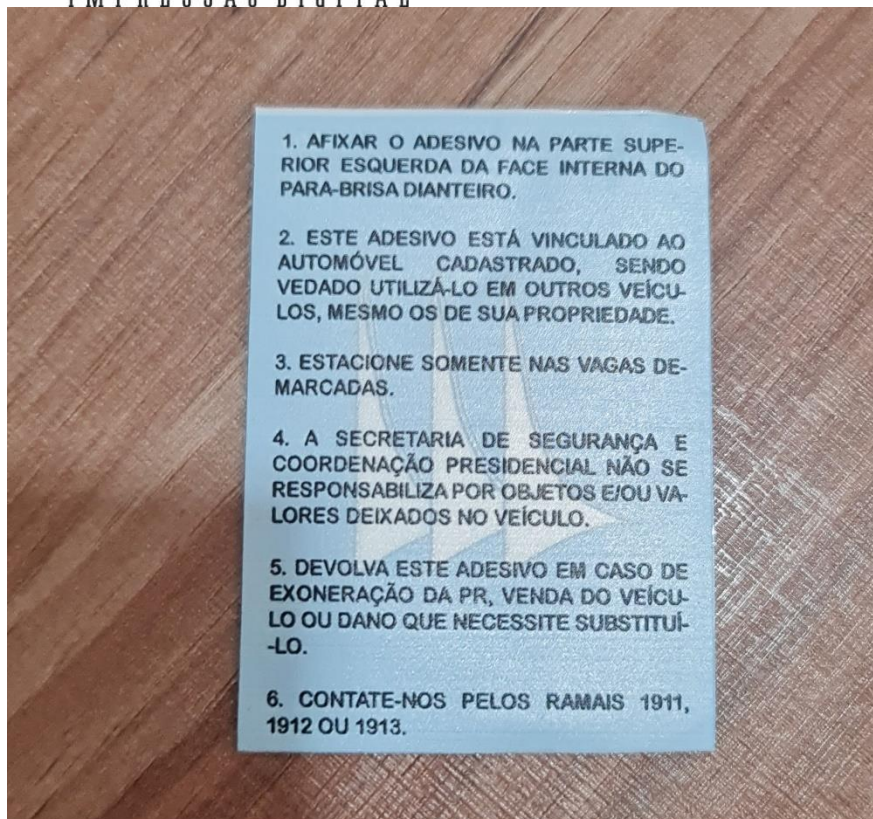 IMPRESSÃO DIGITAL
1. AFIXAR O ADESIVO NA PARTE SUPE-
RIOR ESQUERDA DA FACE INTERNA DO
PARA-BRISA DIANTEIRO.
2. ESTE ADESIVO ESTÁ VINCULADO AO
AUTOMÓVEL CADASTRADO, SENDO
VEDADO UTILIZÁ-LO EM OUTROS VEÍCU-
LOS, MESMO OS DE SUA PROPRIEDADE.
3. ESTACIONE SOMENTE NAS VAGAS DE-
MARCADAS.
4. A SECRETARIA DE SEGURANÇA E
COORDENAÇÃO PRESIDENCIAL NÃO SE
RESPONSABILIZA POR OBJETOS E/OU VA-
LORES DEIXADOS NO VEÍCULO.
5. DEVOLVA ESTE ADESIVO EM CASO DE
EXONERAÇÃO DA PR, VENDA DO VEÍCU-
LO OU DANO QUE NECESSITE SUBSTITUÍ-
-LO.
6. CONTATE-NOS PELOS RAMAIS 1911,
1912 OU 1913.